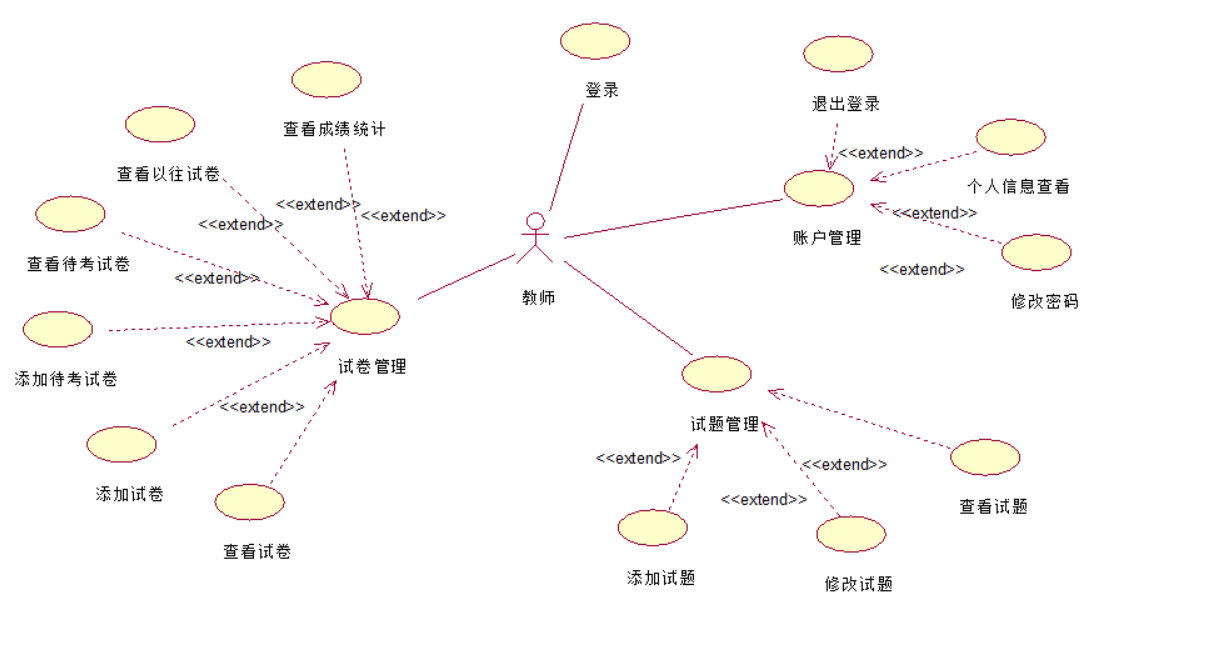 登录
退出登录
查看成绩统计
<<extend>>
查看以往试卷
个人信息查看
<<extend>>
<<extend>>
<<extend>>
<<extend>>
账户管理
查看待考试卷
<<extend>>
<<extend>>
教师
修改密码
<<extend>>
试卷管理
添加待考试卷
<<extend>>
试题管理
<<extend>>
<<extend>>
添加试卷
<<extend>>
查看试题
查看试卷
添加试题
修改试题